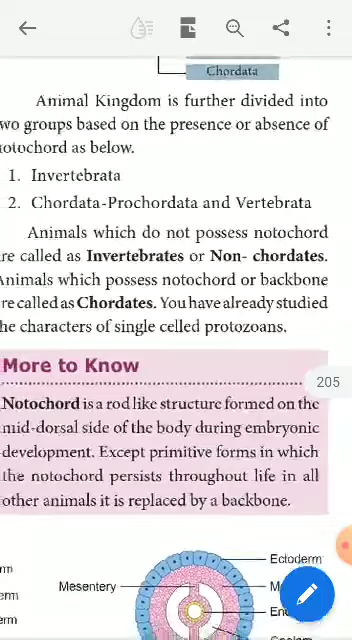 Chordata
Animal Kingdom is further divided into
wo groups based on the presence or absence of
otochord as below.
1. Invertebrata
2. Chordata-Prochordata and Vertebrata
Animals which do not possess notochord
re called as Invertebrates or Non- chordates.
Animals which possess notochord or backbone
re called as Chordates. You have already studied
he characters of single celled protozoans.
More to Know
205
Notochord is a rod like structure formed on the
mid-dorsal side of the body during embryonic
development. Except primitive forms in which
the notochord persists throughout life in all
other animals it is replaced by a backbone.
Ectoderm
Mesentery